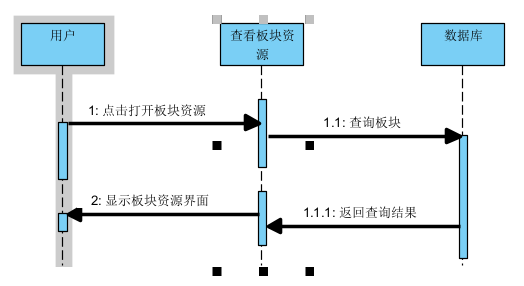 用户
查看板块资
源
数据库
1: 点击打开板块资源
1.1: 查询板块
2: 显示板块资源界面
1.1.1: 返回查询结果